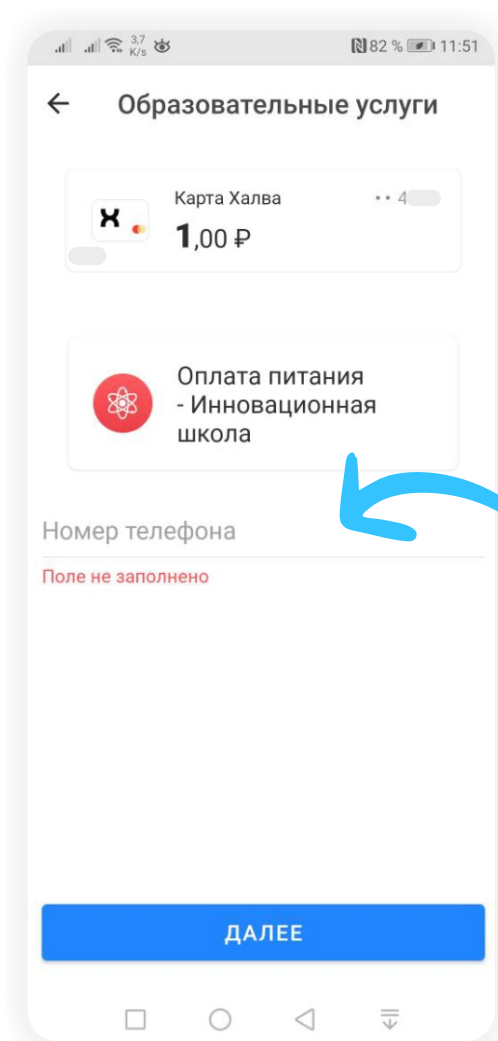 3,7
K/s
82 % 11:51
Образовательные услуги
Карта Халва •• 4
1,00 ₽
Оплата питания
- Инновационная
школа
Номер телефона
Поле не заполнено
ДАЛЕЕ